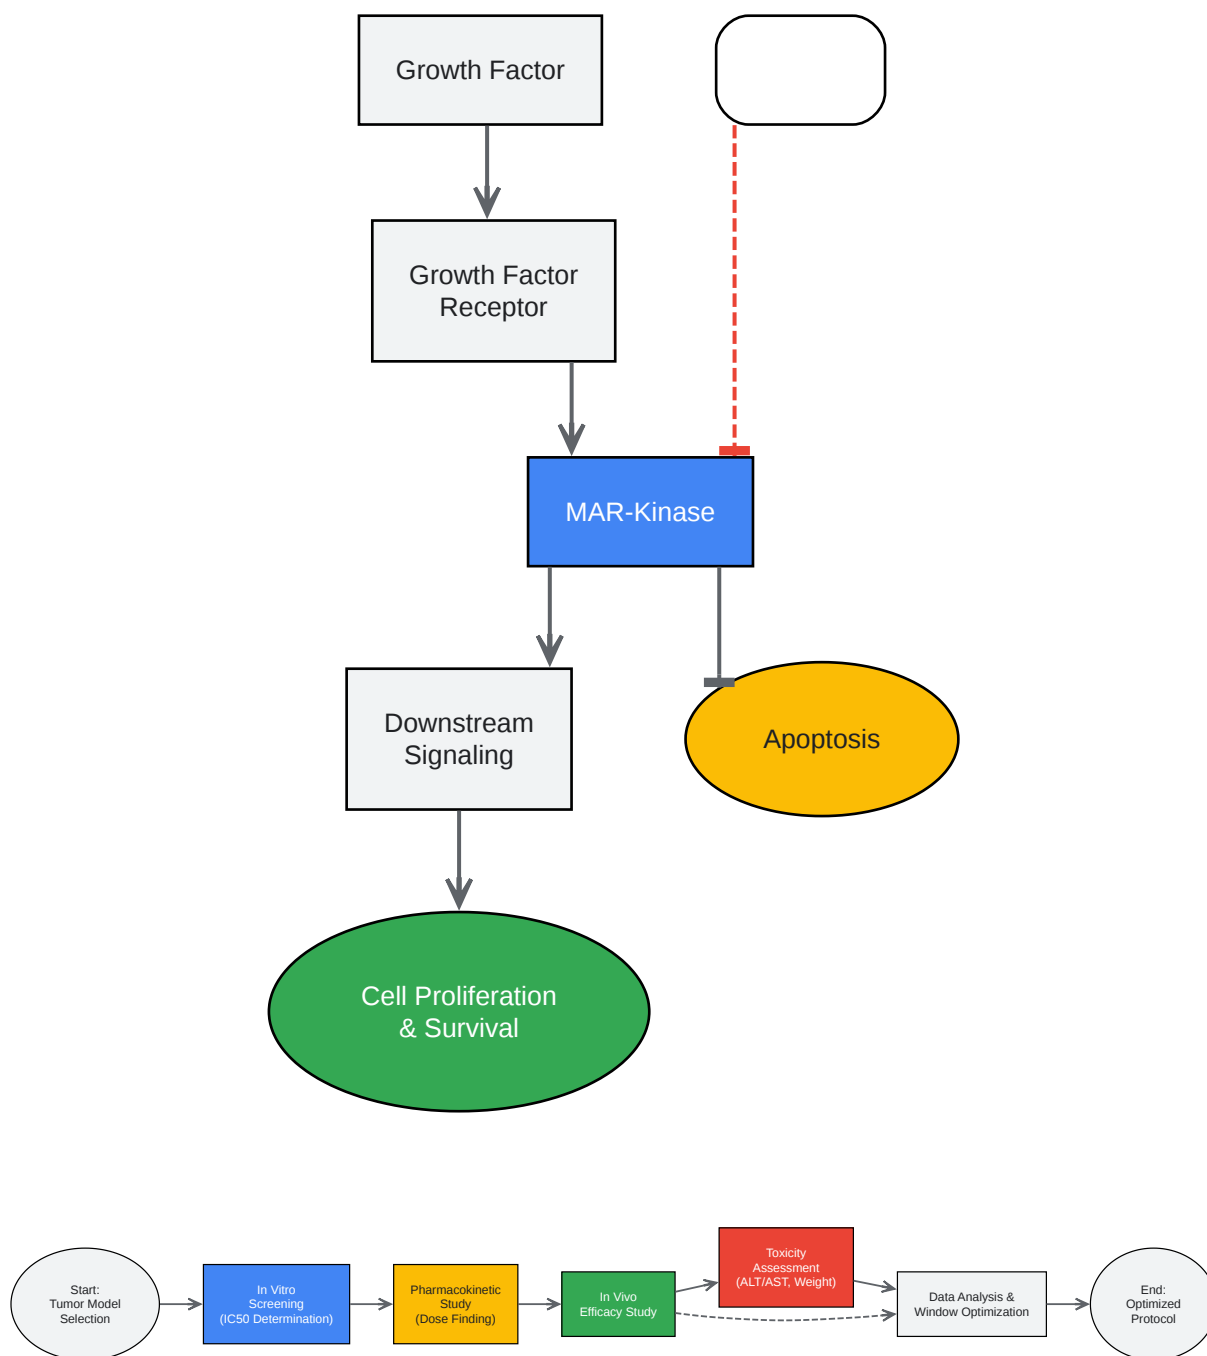 Growth Factor
Growth Factor
Receptor
MAR-Kinase
Downstream
Signaling
Apoptosis
Cell Proliferation
& Survival
Start:
Tumor Model
Selection
In Vitro
Screening
(IC50 Determination)
Pharmacokinetic
Study
(Dose Finding)
In Vivo
Efficacy Study
Toxicity
Assessment
(ALT/AST, Weight)
Data Analysis &
Window Optimization
End:
Optimized
Protocol